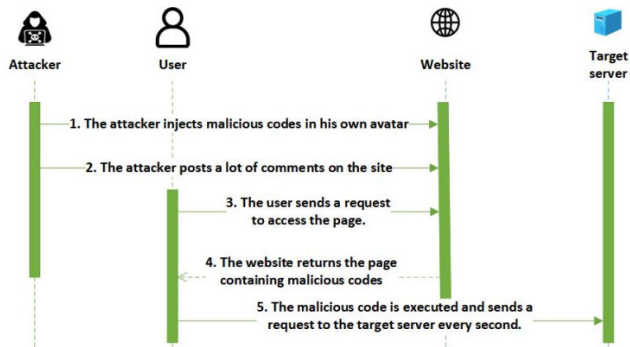 Attacker
User
Website
Target
server
1. The attacker injects malicious codes in his own avatar
2. The attacker posts a lot of comments on the site
3. The user sends a request
to access the page.
4. The website returns the page
containing malicious codes
5. The malicious code is executed and sends a
request to the target server every second.